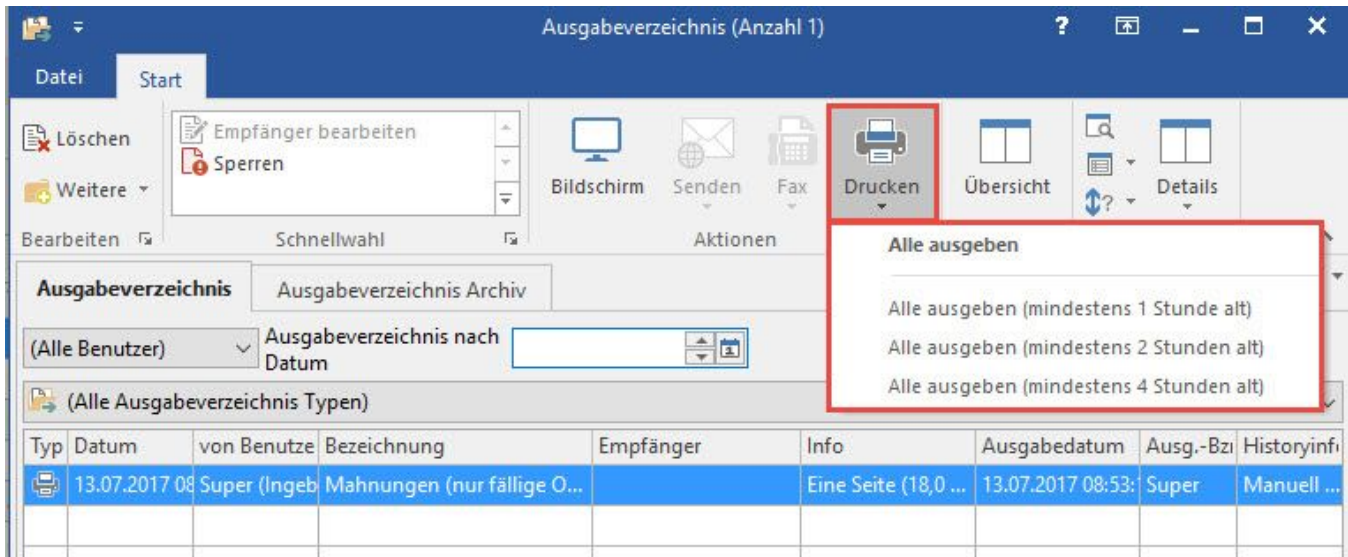 Ausgabeverzeichnis (Anzahl 1)
Datei Start
Löschen
Weitere
Empfänger bearbeiten
Sperren
Bildschirm Senden Fax Drucken Übersicht Details
Bearbeiten Schnellwahl Aktionen
Alle ausgeben
Alle ausgeben (mindestens 1 Stunde alt)
Alle ausgeben (mindestens 2 Stunden alt)
Alle ausgeben (mindestens 4 Stunden alt)
Ausgabeverzeichnis Ausgabeverzeichnis Archiv
(Alle Benutzer) Ausgabeverzeichnis nach
Datum
(Alle Ausgabeverzeichnis Typen)
Typ Datum von Benutze Bezeichnung Empfänger Info Ausgabedatum Ausg.-Bzi Historyinfo
13.07.2017 08 Super (Ingeb Mahnungen (nur fällige O... Eine Seite (18,0 ... 13.07.2017 08:53: Super Manuell ...